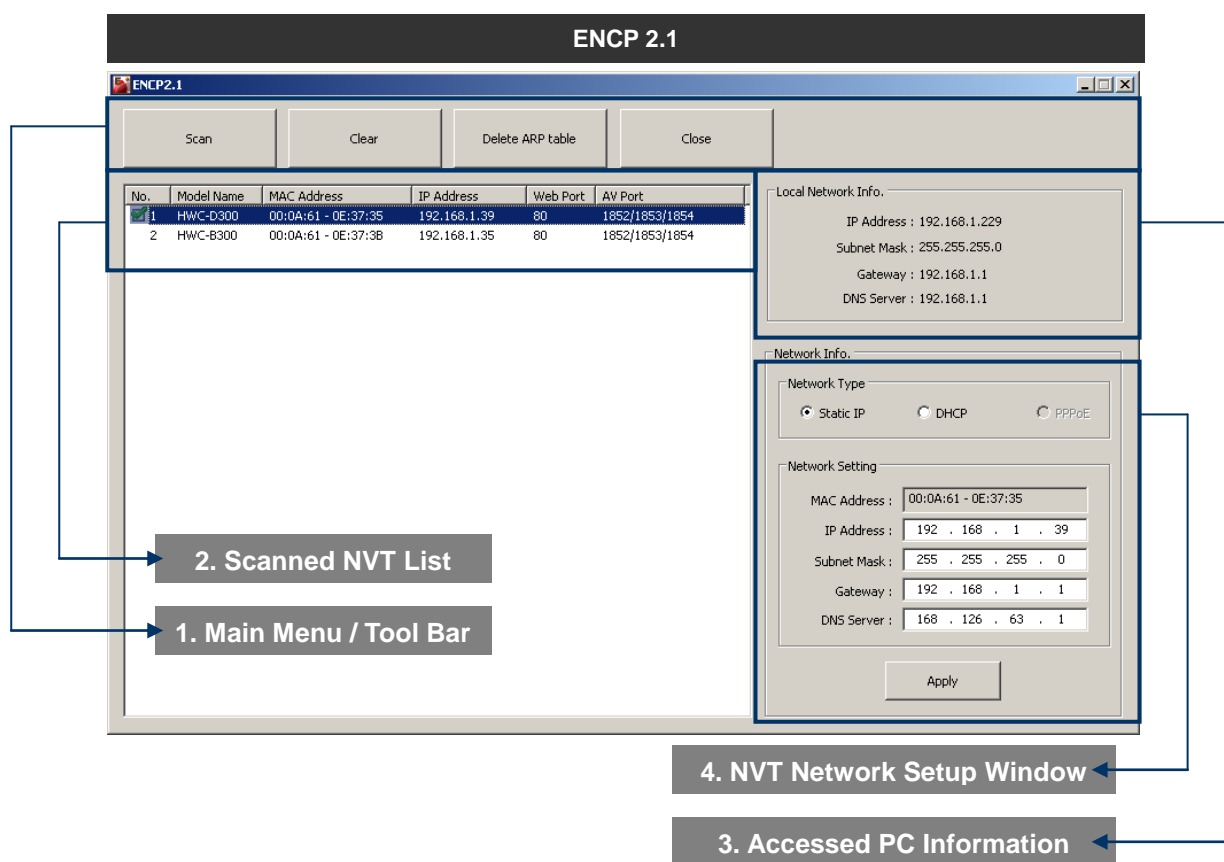 ENCP 2.1
ENCP2.1
Scan Clear Delete ARP table Close
No. Model Name MAC Address IP Address Web Port AV Port
1 HWC-D300 00:0A:61 - 0E:37:35 192.168.1.39 80 1852/1853/1854
2 HWC-B300 00:0A:61 - 0E:37:3B 192.168.1.35 80 1852/1853/1854
Local Network Info.
IP Address : 192.168.1.229
Subnet Mask : 255.255.255.0
Gateway : 192.168.1.1
DNS Server : 192.168.1.1
Network Info.
Network Type
Static IP DHCP PPPoE
Network Setting
MAC Address : 00:0A:61 - 0E:37:35
IP Address : 192 . 168 . 1 . 39
Subnet Mask : 255 . 255 . 255 . 0
Gateway : 192 . 168 . 1 . 1
DNS Server : 168 . 126 . 63 . 1
Apply
2. Scanned NVT List
1. Main Menu / Tool Bar
4. NVT Network Setup Window
3. Accessed PC Information